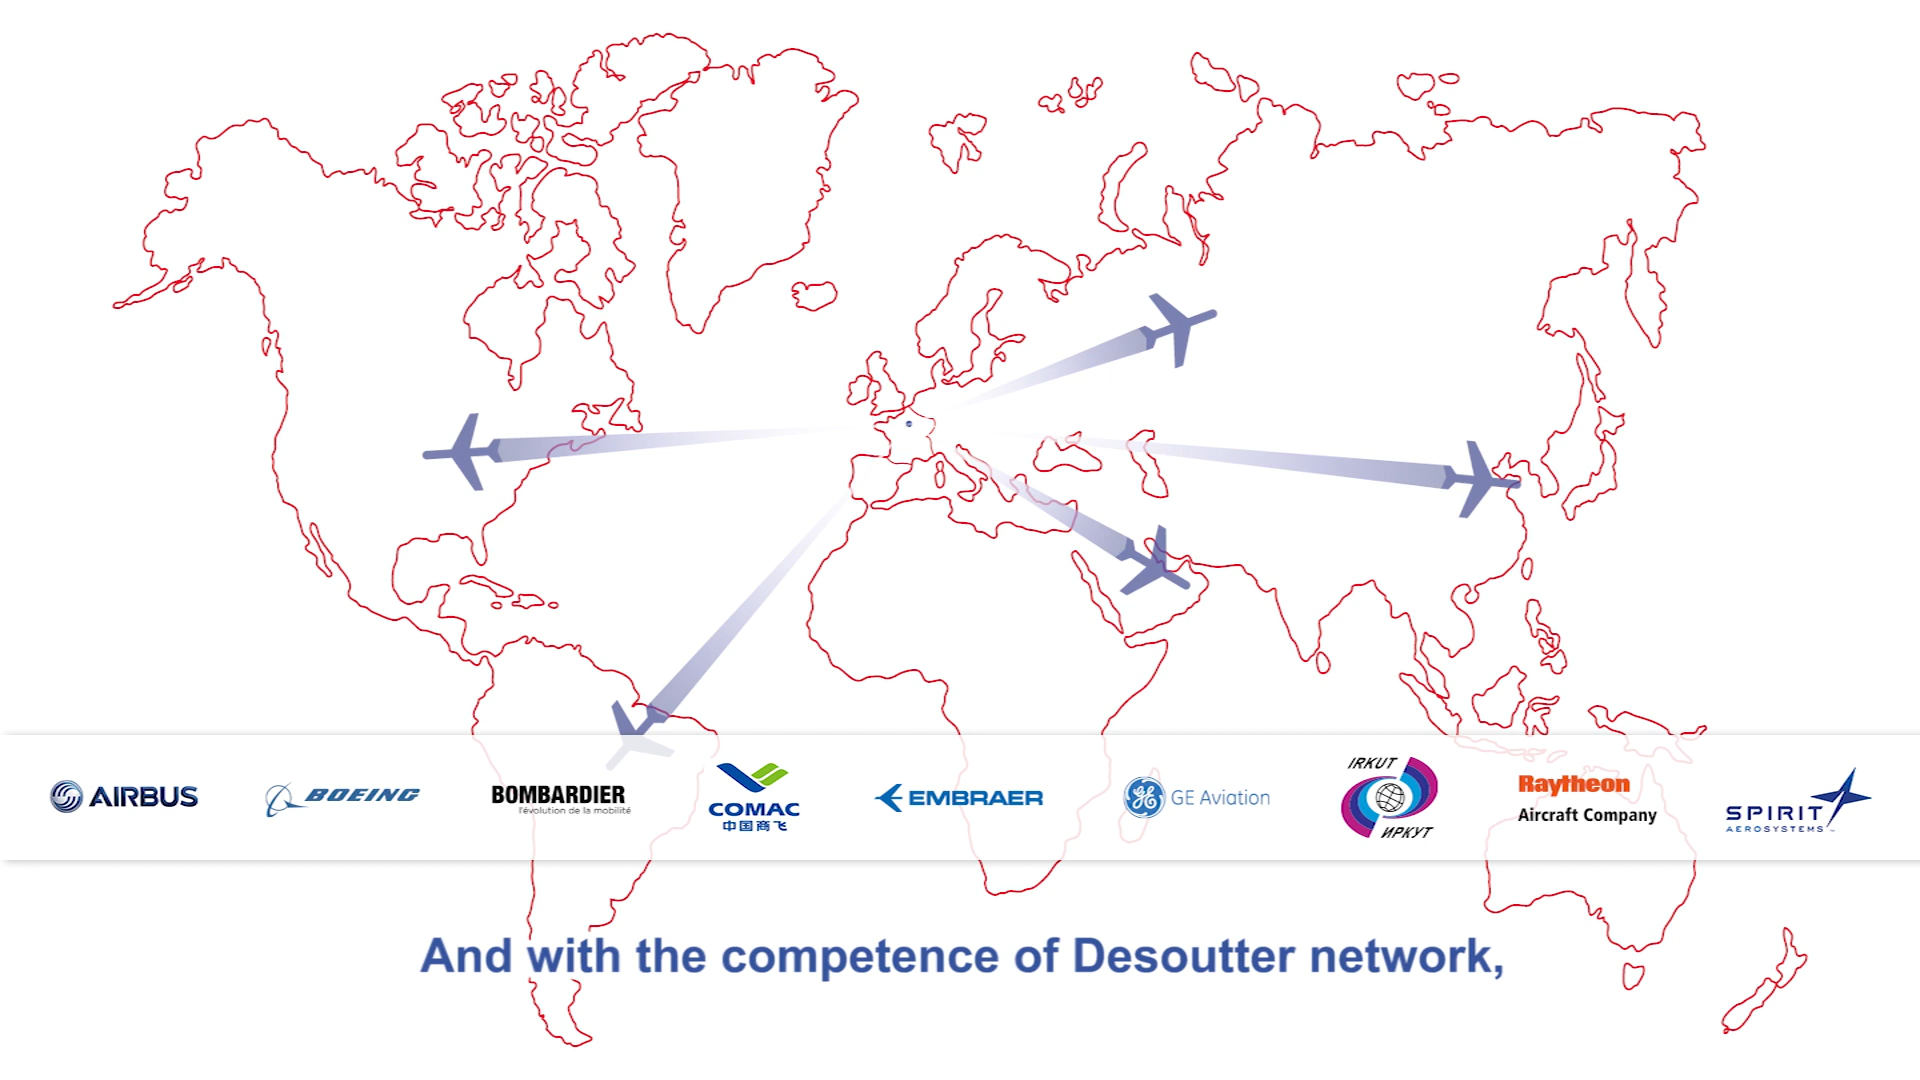 AIRBUS
BOEING
BOMBARDIER
l'évolution de la mobilité
COMAC
中国商飞
EMBRAER
GE Aviation
IRKUT
ИРКУТ
Raytheon
Aircraft Company
SPIRIT
AEROSYSTEMS
And with the competence of Desoutter network,